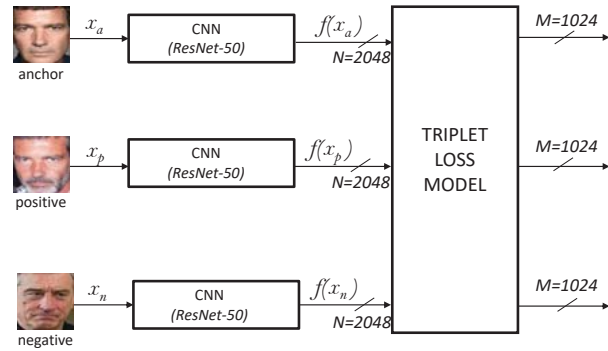 x_a
CNN
(ResNet-50)
f(x_a)
N=2048
M=1024
anchor
x_p
CNN
(ResNet-50)
f(x_p)
N=2048
TRIPLET
LOSS
MODEL
M=1024
positive
x_n
CNN
(ResNet-50)
f(x_n)
N=2048
M=1024
negative